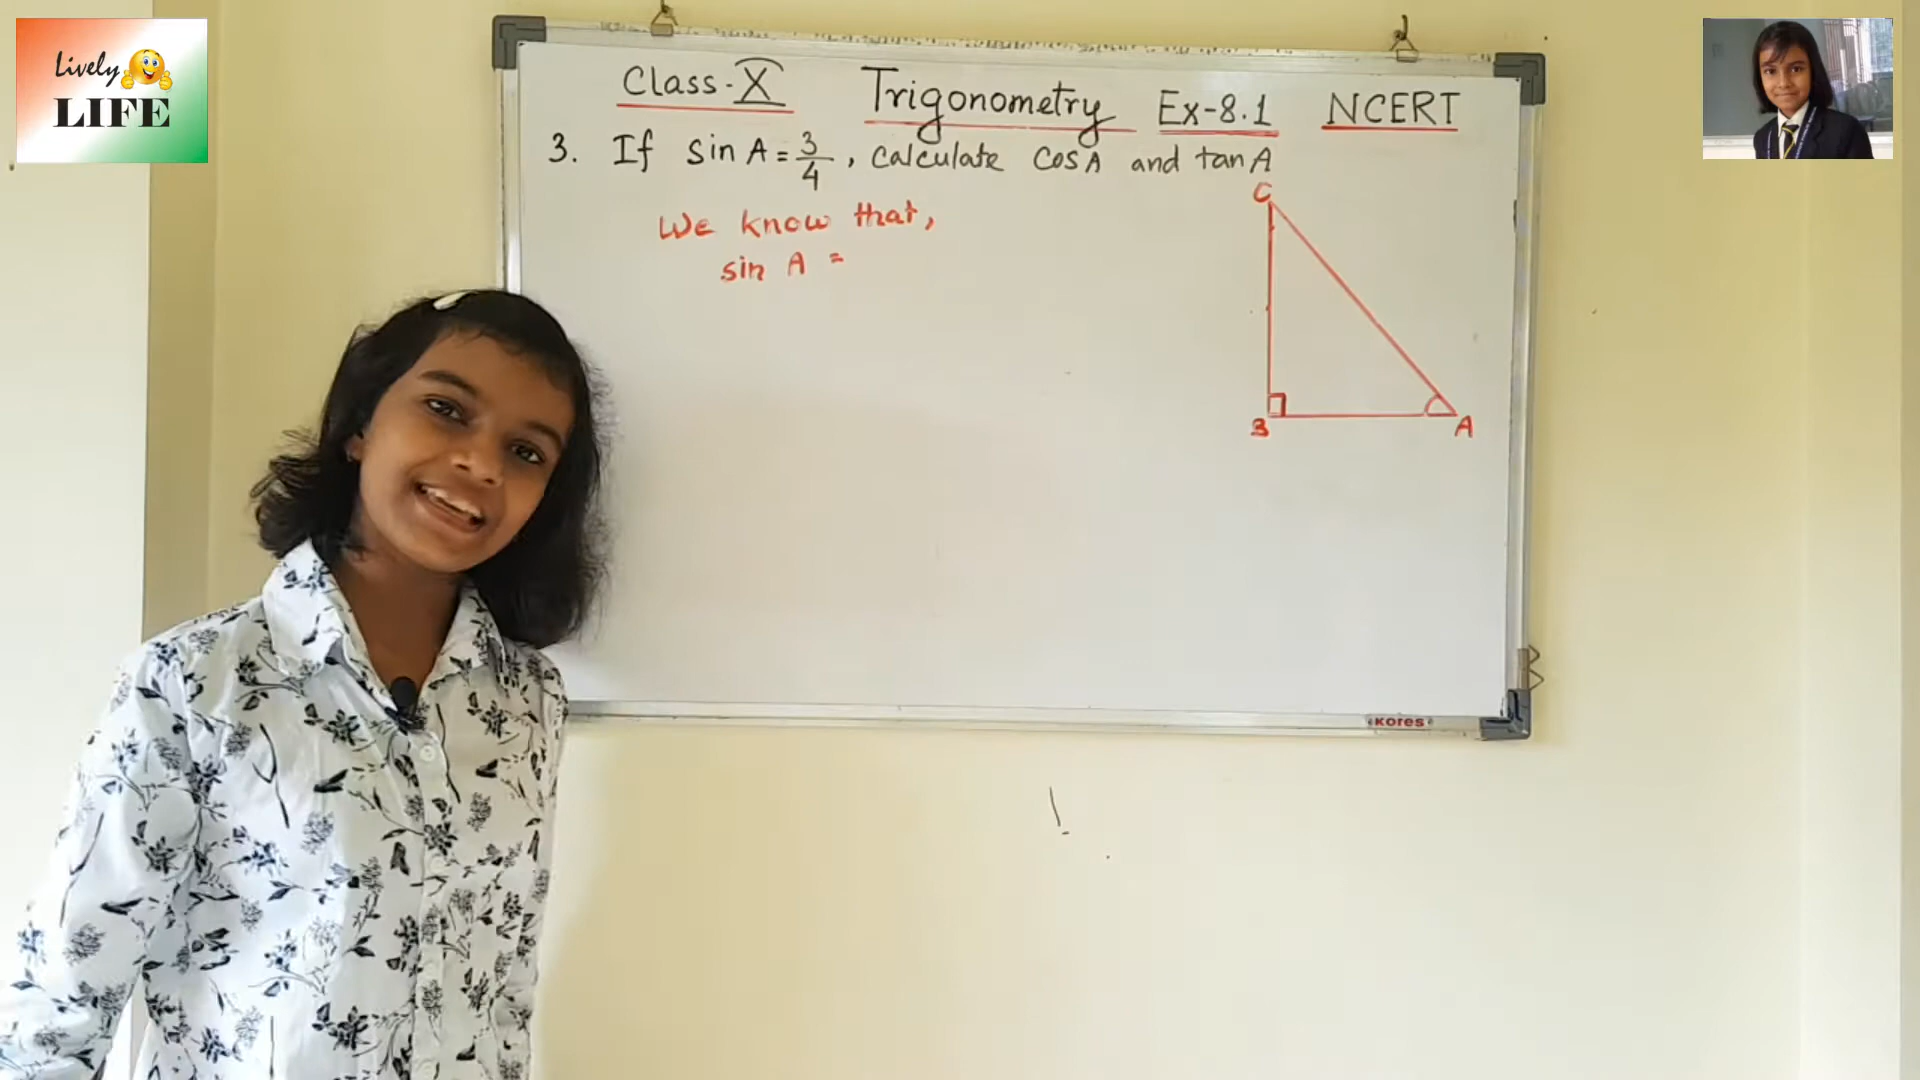 Lively
LIFE
Class-X Trigonometry Ex-8.1 NCERT
3. If sin A = 3/4, calculate cos A and tan A
We know that,
sin A =
C
B A
Kores